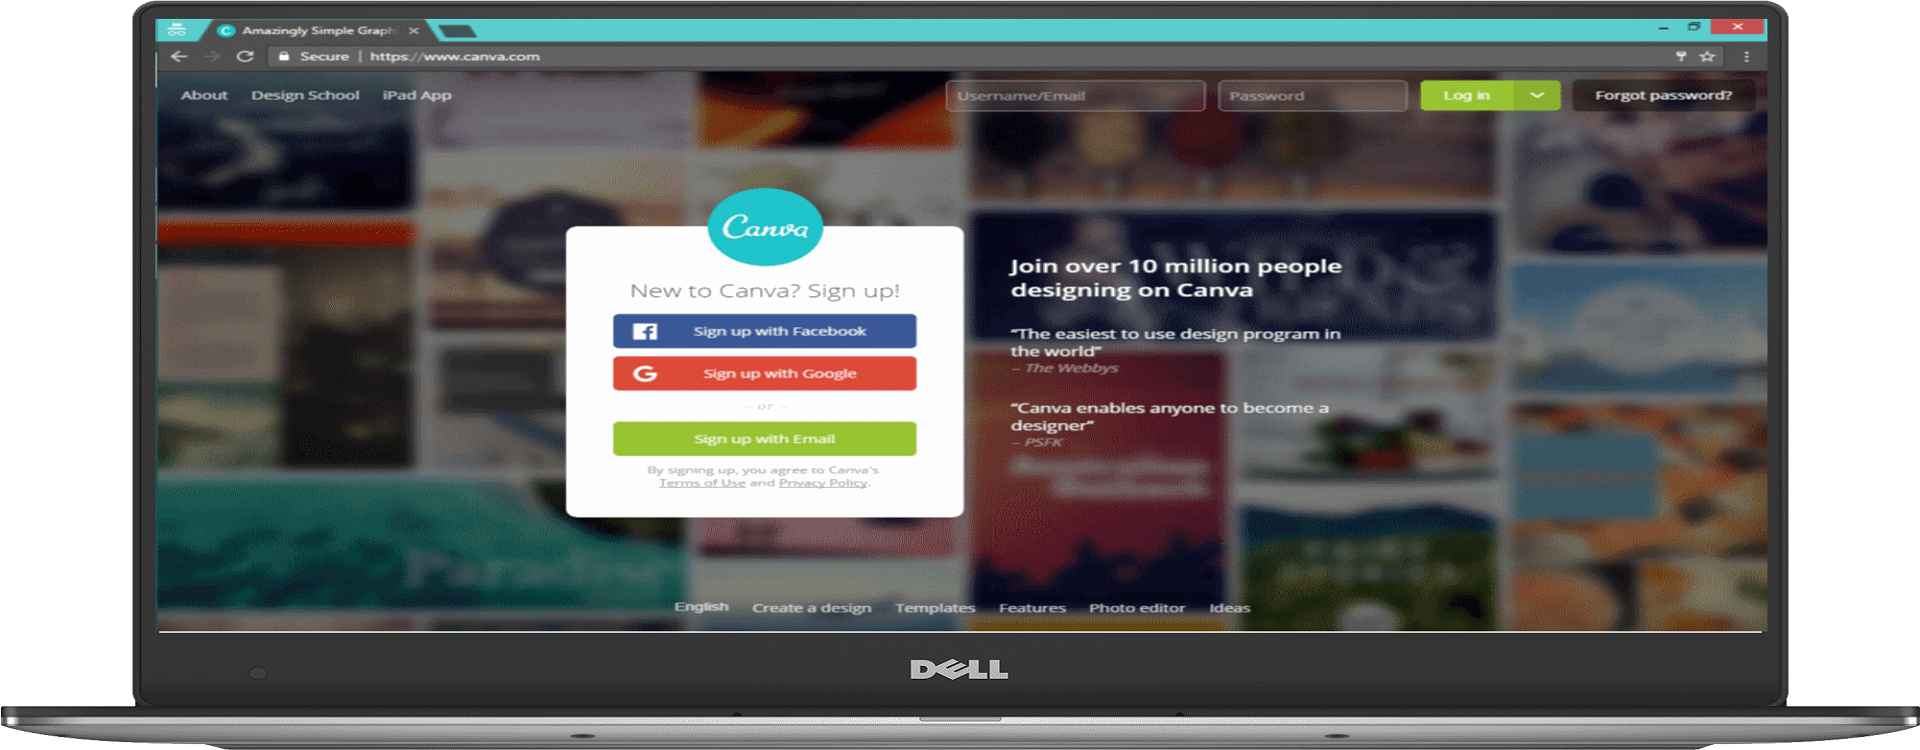 Amazingly Simple Graph
Secure | https://www.canva.com
About Design School iPad App
Username/Email Password Log in Forgot password?
Canva
New to Canva? Sign up!
Sign up with Facebook
Sign up with Google
-- or --
Sign up with Email
By signing up, you agree to Canva's
Terms of Use and Privacy Policy.
Join over 10 million people
designing on Canva
“The easiest to use design program in
the world”
– The Webbys
“Canva enables anyone to become a
designer”
– PSFK
Paradise
English Create a design Templates Features Photo editor Ideas
DELL